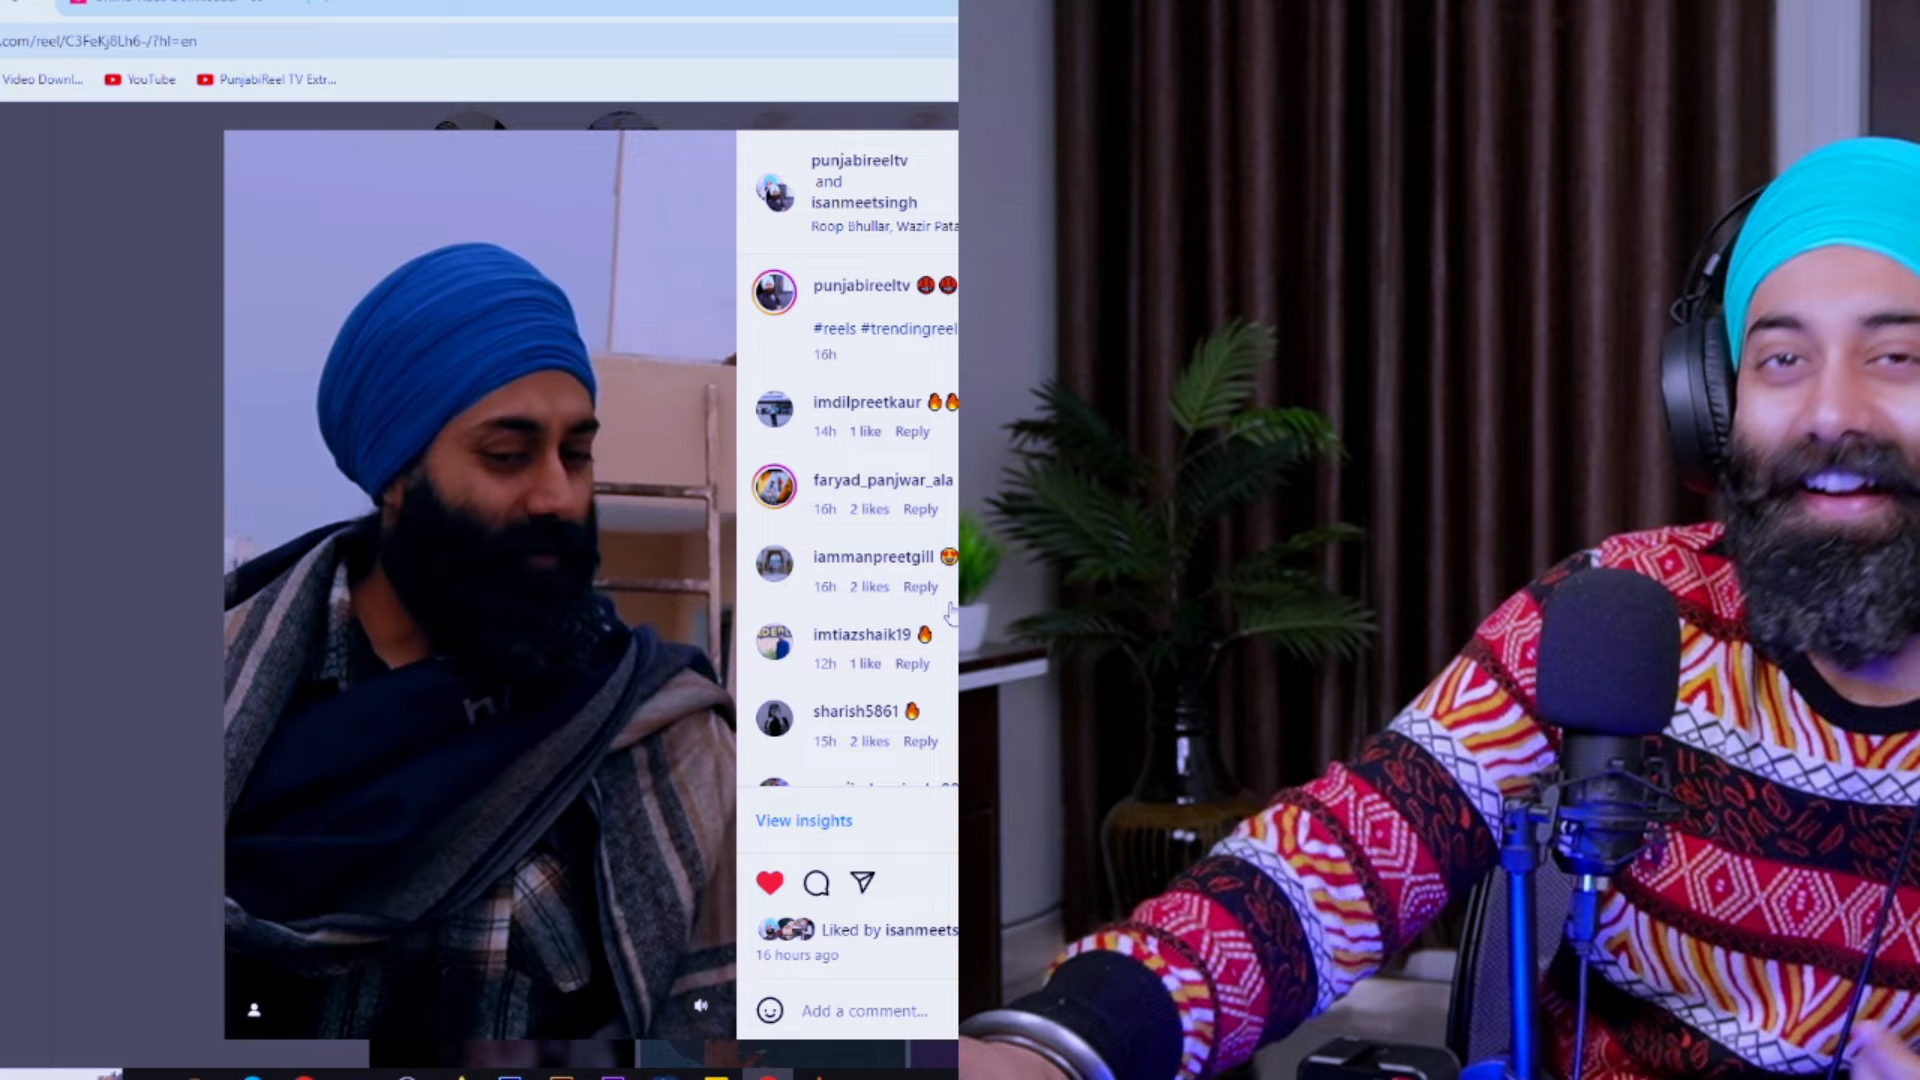 .com/reel/C3FeKj8Lh6-/?hl=en
Video Downl...
YouTube
PunjabiReel TV Extr...
punjabireeltv
and
isanmeetsingh
Roop Bhullar, Wazir Pata
punjabireeltv
#reels #trendingreel
16h
imdilpreetkaur 🔥🔥
14h 1 like Reply
faryad_panjwar_ala
16h 2 likes Reply
iammanpreetgill 😍
16h 2 likes Reply
imtiazshaik19 🔥
12h 1 like Reply
sharish5861 🔥
15h 2 likes Reply
View insights
Liked by isanmeets
16 hours ago
Add a comment...